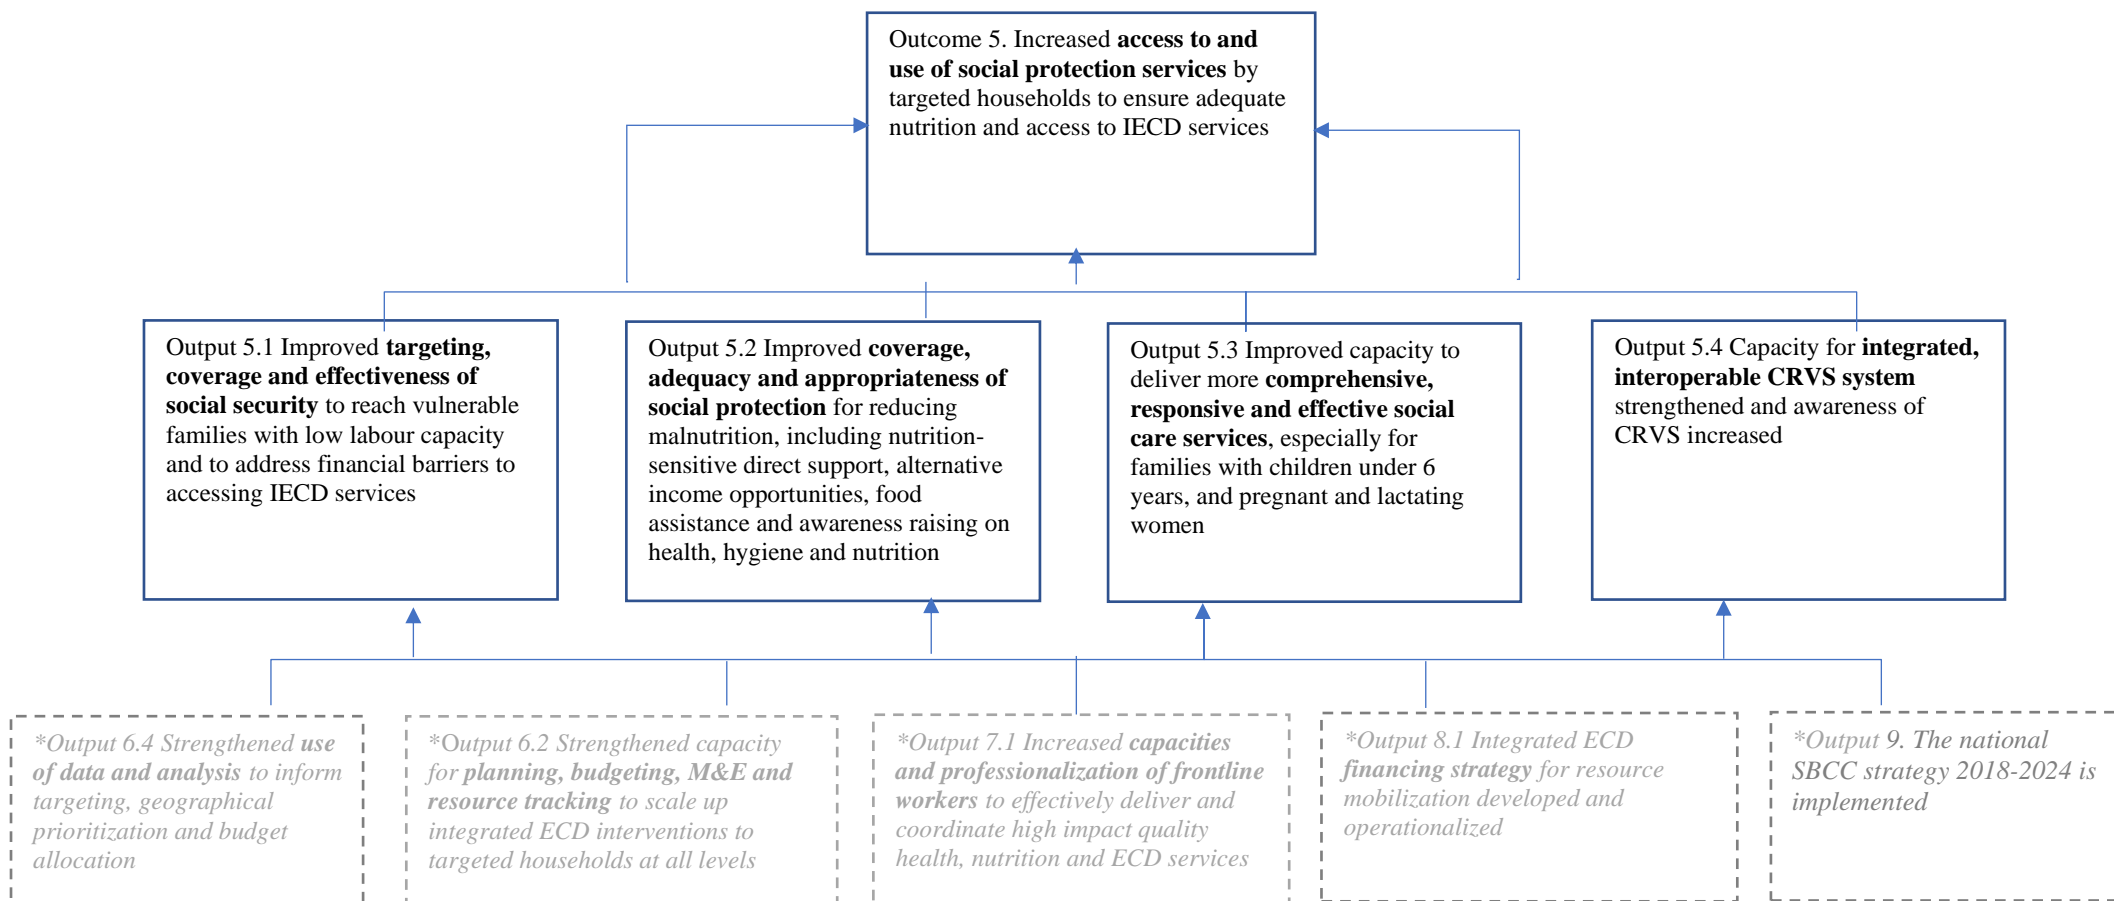 Outcome 5. Increased access to and
use of social protection services by
targeted households to ensure adequate
nutrition and access to IECD services
Output 5.1 Improved targeting,
coverage and effectiveness of
social security to reach vulnerable
families with low labour capacity
and to address financial barriers to
accessing IECD services
Output 5.2 Improved coverage,
adequacy and appropriateness of
social protection for reducing
malnutrition, including nutrition-
sensitive direct support, alternative
income opportunities, food
assistance and awareness raising on
health, hygiene and nutrition
Output 5.3 Improved capacity to
deliver more comprehensive,
responsive and effective social
care services, especially for
families with children under 6
years, and pregnant and lactating
women
Output 5.4 Capacity for integrated,
interoperable CRVS system
strengthened and awareness of
CRVS increased
*Output 6.4 Strengthened use
of data and analysis to inform
targeting, geographical
prioritization and budget
allocation
*Output 6.2 Strengthened capacity
for planning, budgeting, M&E and
resource tracking to scale up
integrated ECD interventions to
targeted households at all levels
*Output 7.1 Increased capacities
and professionalization of frontline
workers to effectively deliver and
coordinate high impact quality
health, nutrition and ECD services
*Output 8.1 Integrated ECD
financing strategy for resource
mobilization developed and
operationalized
*Output 9. The national
SBCC strategy 2018-2024 is
implemented